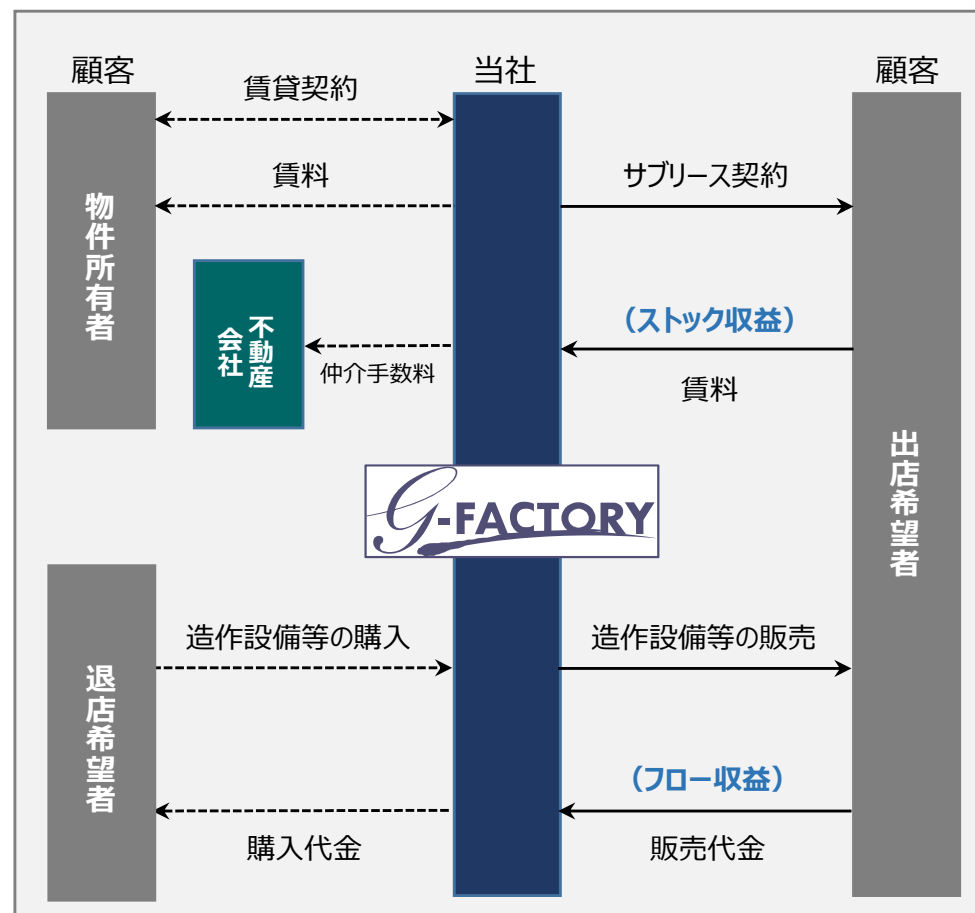 顧客
当社
顧客
賃貸契約
賃料
サブリース契約
物件所有者
不動産
会社
仲介手数料
（ストック収益）
賃料
出店希望者
G-FACTORY
退店希望者
造作設備等の購入
造作設備等の販売
（フロー収益）
購入代金
販売代金